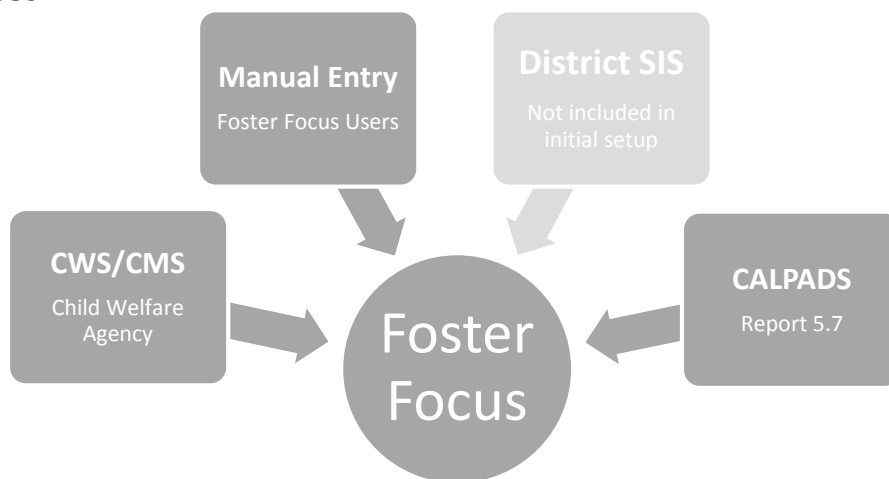 Manual Entry
Foster Focus Users
District SIS
Not included in
initial setup
CWS/CMS
Child Welfare
Agency
CALPADS
Report 5.7
Foster
Focus